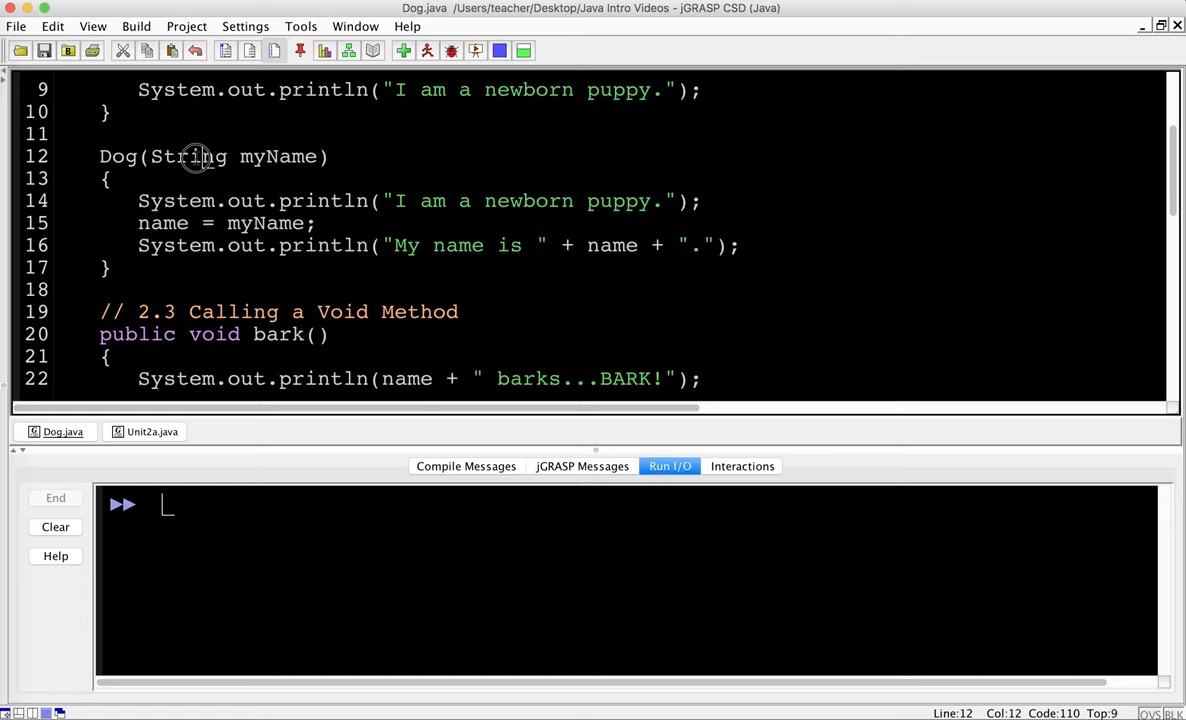 Dog.java /Users/teacher/Desktop/Java Intro Videos - jGRASP CSD (Java)
File Edit View Build Project Settings Tools Window Help
9 System.out.println("I am a newborn puppy.");
10 }
11
12 Dog(String myName)
13 {
14 System.out.println("I am a newborn puppy.");
15 name = myName;
16 System.out.println("My name is " + name + ".");
17 }
18
19 // 2.3 Calling a Void Method
20 public void bark()
21 {
22 System.out.println(name + " barks...BARK!");
Dog.java Unit2a.java
Compile Messages jGRASP Messages Run I/O Interactions
End
Clear
Help
Line:12 Col:12 Code:110 Top:9 OVS BLK